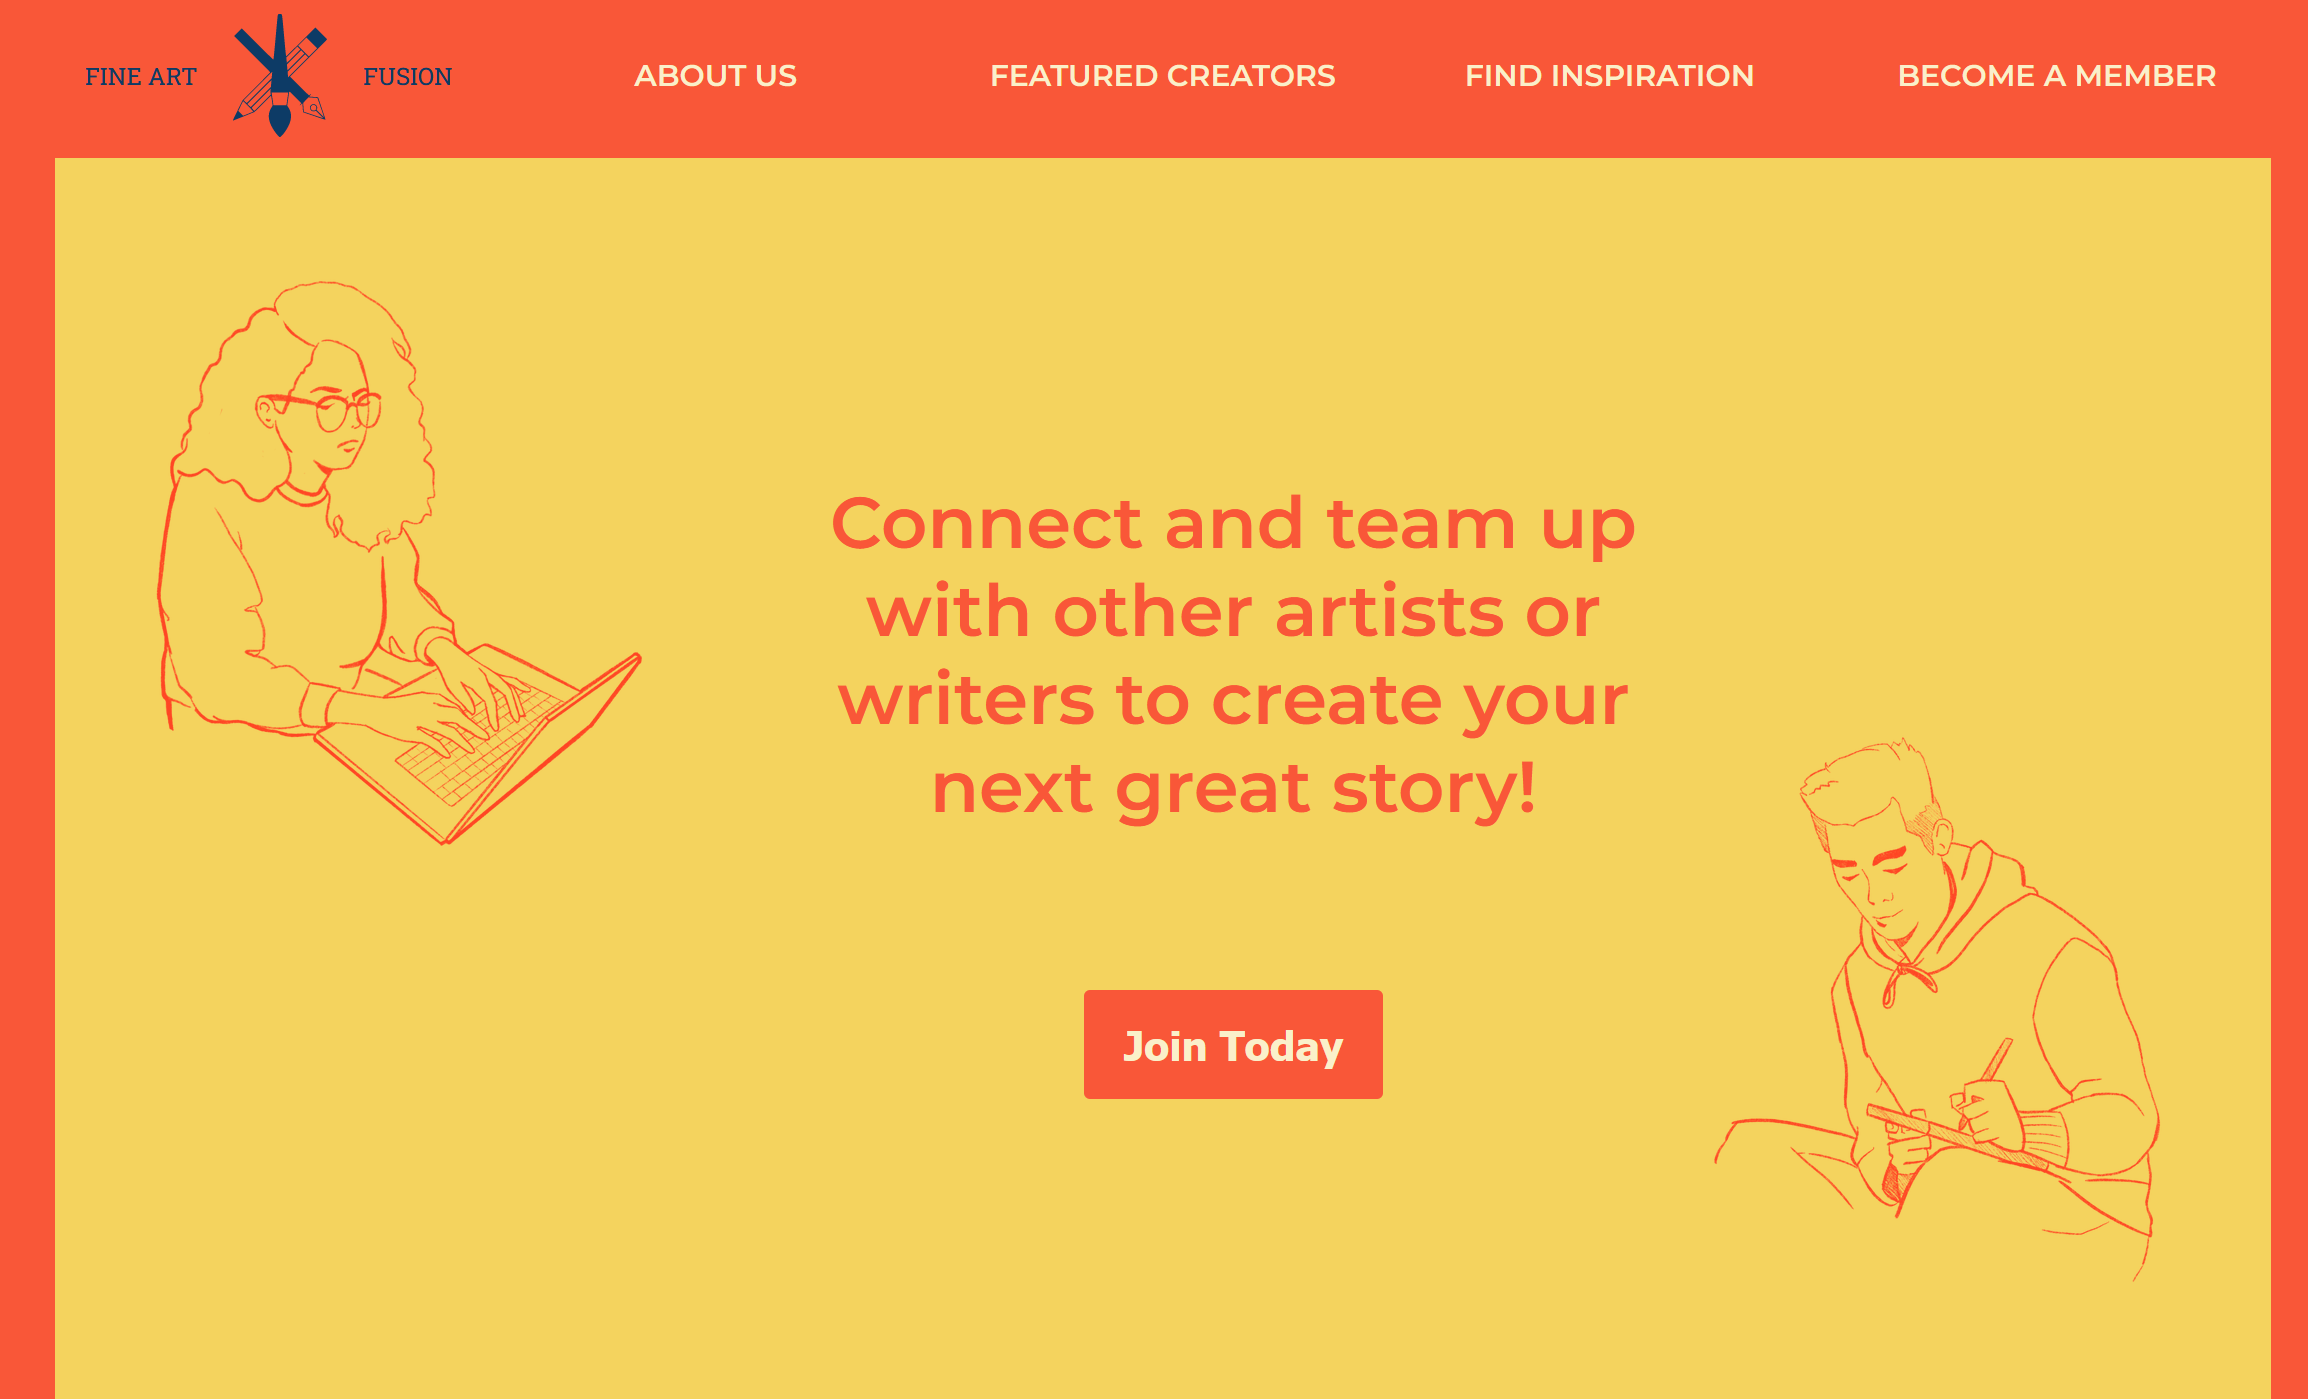 FINE ART FUSION
ABOUT US
FEATURED CREATORS
FIND INSPIRATION
BECOME A MEMBER
Connect and team up
with other artists or
writers to create your
next great story!
Join Today